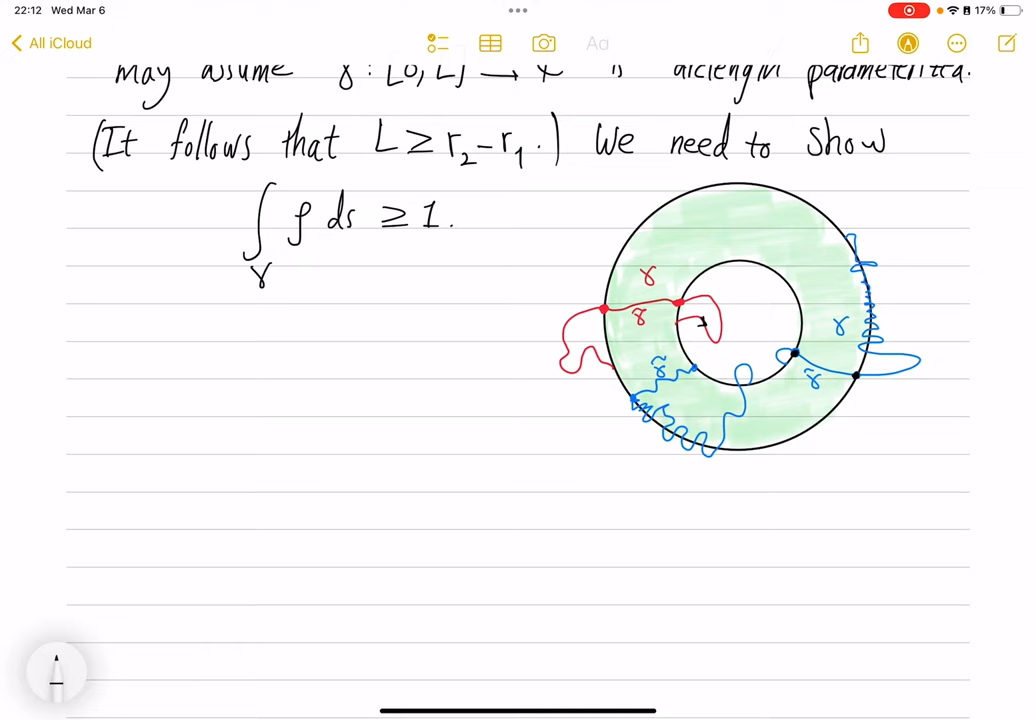 22:12 Wed Mar 6
17%
All iCloud
Aa
may assume γ : [0, L] → X is arclength parametrized.
(It follows that L ≥ r₂ – r₁.) We need to show
∫_γ ρ ds ≥ 1.
γ
γ̃
γ
γ̃
γ̃